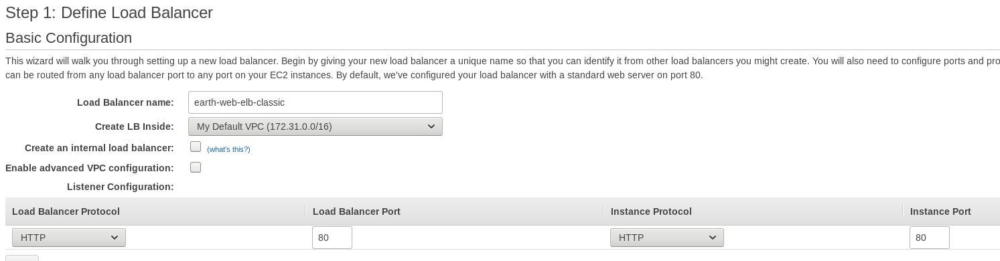 Step 1: Define Load Balancer
Basic Configuration
This wizard will walk you through setting up a new load balancer. Begin by giving your new load balancer a unique name so that you can identify it from other load balancers you might create. You will also need to configure ports and pro
can be routed from any load balancer port to any port on your EC2 instances. By default, we've configured your load balancer with a standard web server on port 80.
Load Balancer name: earth-web-elb-classic
Create LB Inside: My Default VPC (172.31.0.0/16)
Create an internal load balancer: (what's this?)
Enable advanced VPC configuration:
Listener Configuration:
Load Balancer Protocol Load Balancer Port Instance Protocol Instance Port
HTTP 80 HTTP 80